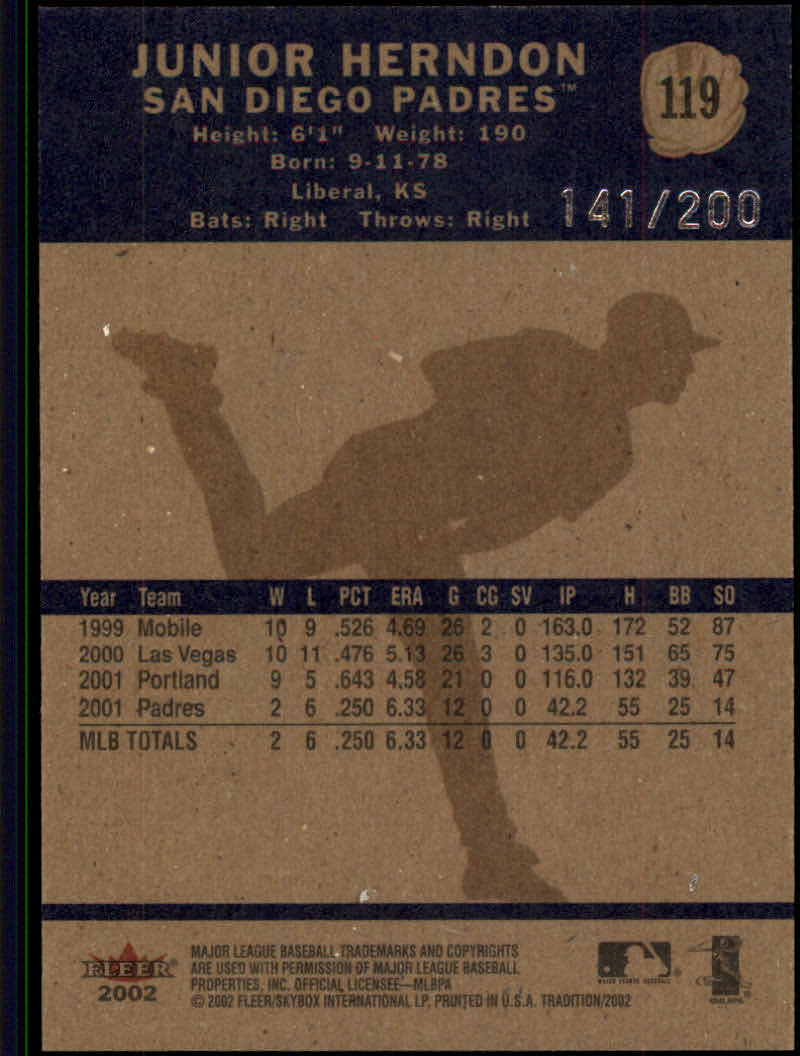 JUNIOR HERNDON
SAN DIEGO PADRES™
119
Height: 6'1" Weight: 190
Born: 9-11-78
Liberal, KS
Bats: Right Throws: Right
141/200
Year Team W L PCT ERA G CG SV IP H BB SO
1999 Mobile 10 9 .526 4.69 26 2 0 163.0 172 52 87
2000 Las Vegas 10 11 .476 5.13 26 3 0 135.0 151 65 75
2001 Portland 9 5 .643 4.58 21 0 0 116.0 132 39 47
2001 Padres 2 6 .250 6.33 12 0 0 42.2 55 25 14
MLB TOTALS 2 6 .250 6.33 12 0 0 42.2 55 25 14
FLEER®
2002
MAJOR LEAGUE BASEBALL TRADEMARKS AND COPYRIGHTS
ARE USED WITH PERMISSION OF MAJOR LEAGUE BASEBALL
PROPERTIES, INC. OFFICIAL LICENSEE—MLBPA
© 2002 FLEER/SKYBOX INTERNATIONAL LP. PRINTED IN U.S.A. TRADITION/2002
MAJOR LEAGUE BASEBALL®